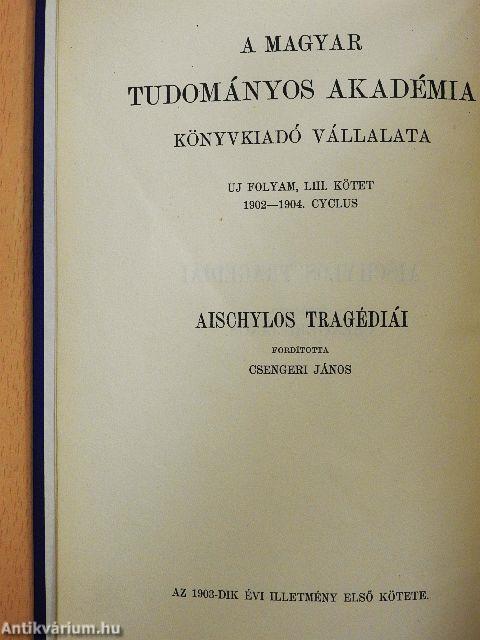 A MAGYAR
TUDOMÁNYOS AKADÉMIA
KÖNYVKIADÓ VÁLLALATA
UJ FOLYAM, LIII. KÖTET
1902—1904. CYCLUS
AISCHYLOS TRAGÉDIÁI
FORDÍTOTTA
CSENGERI JÁNOS
AZ 1903-DIK ÉVI ILLETMÉNY ELSŐ KÖTETE.
Antikvárium.hu